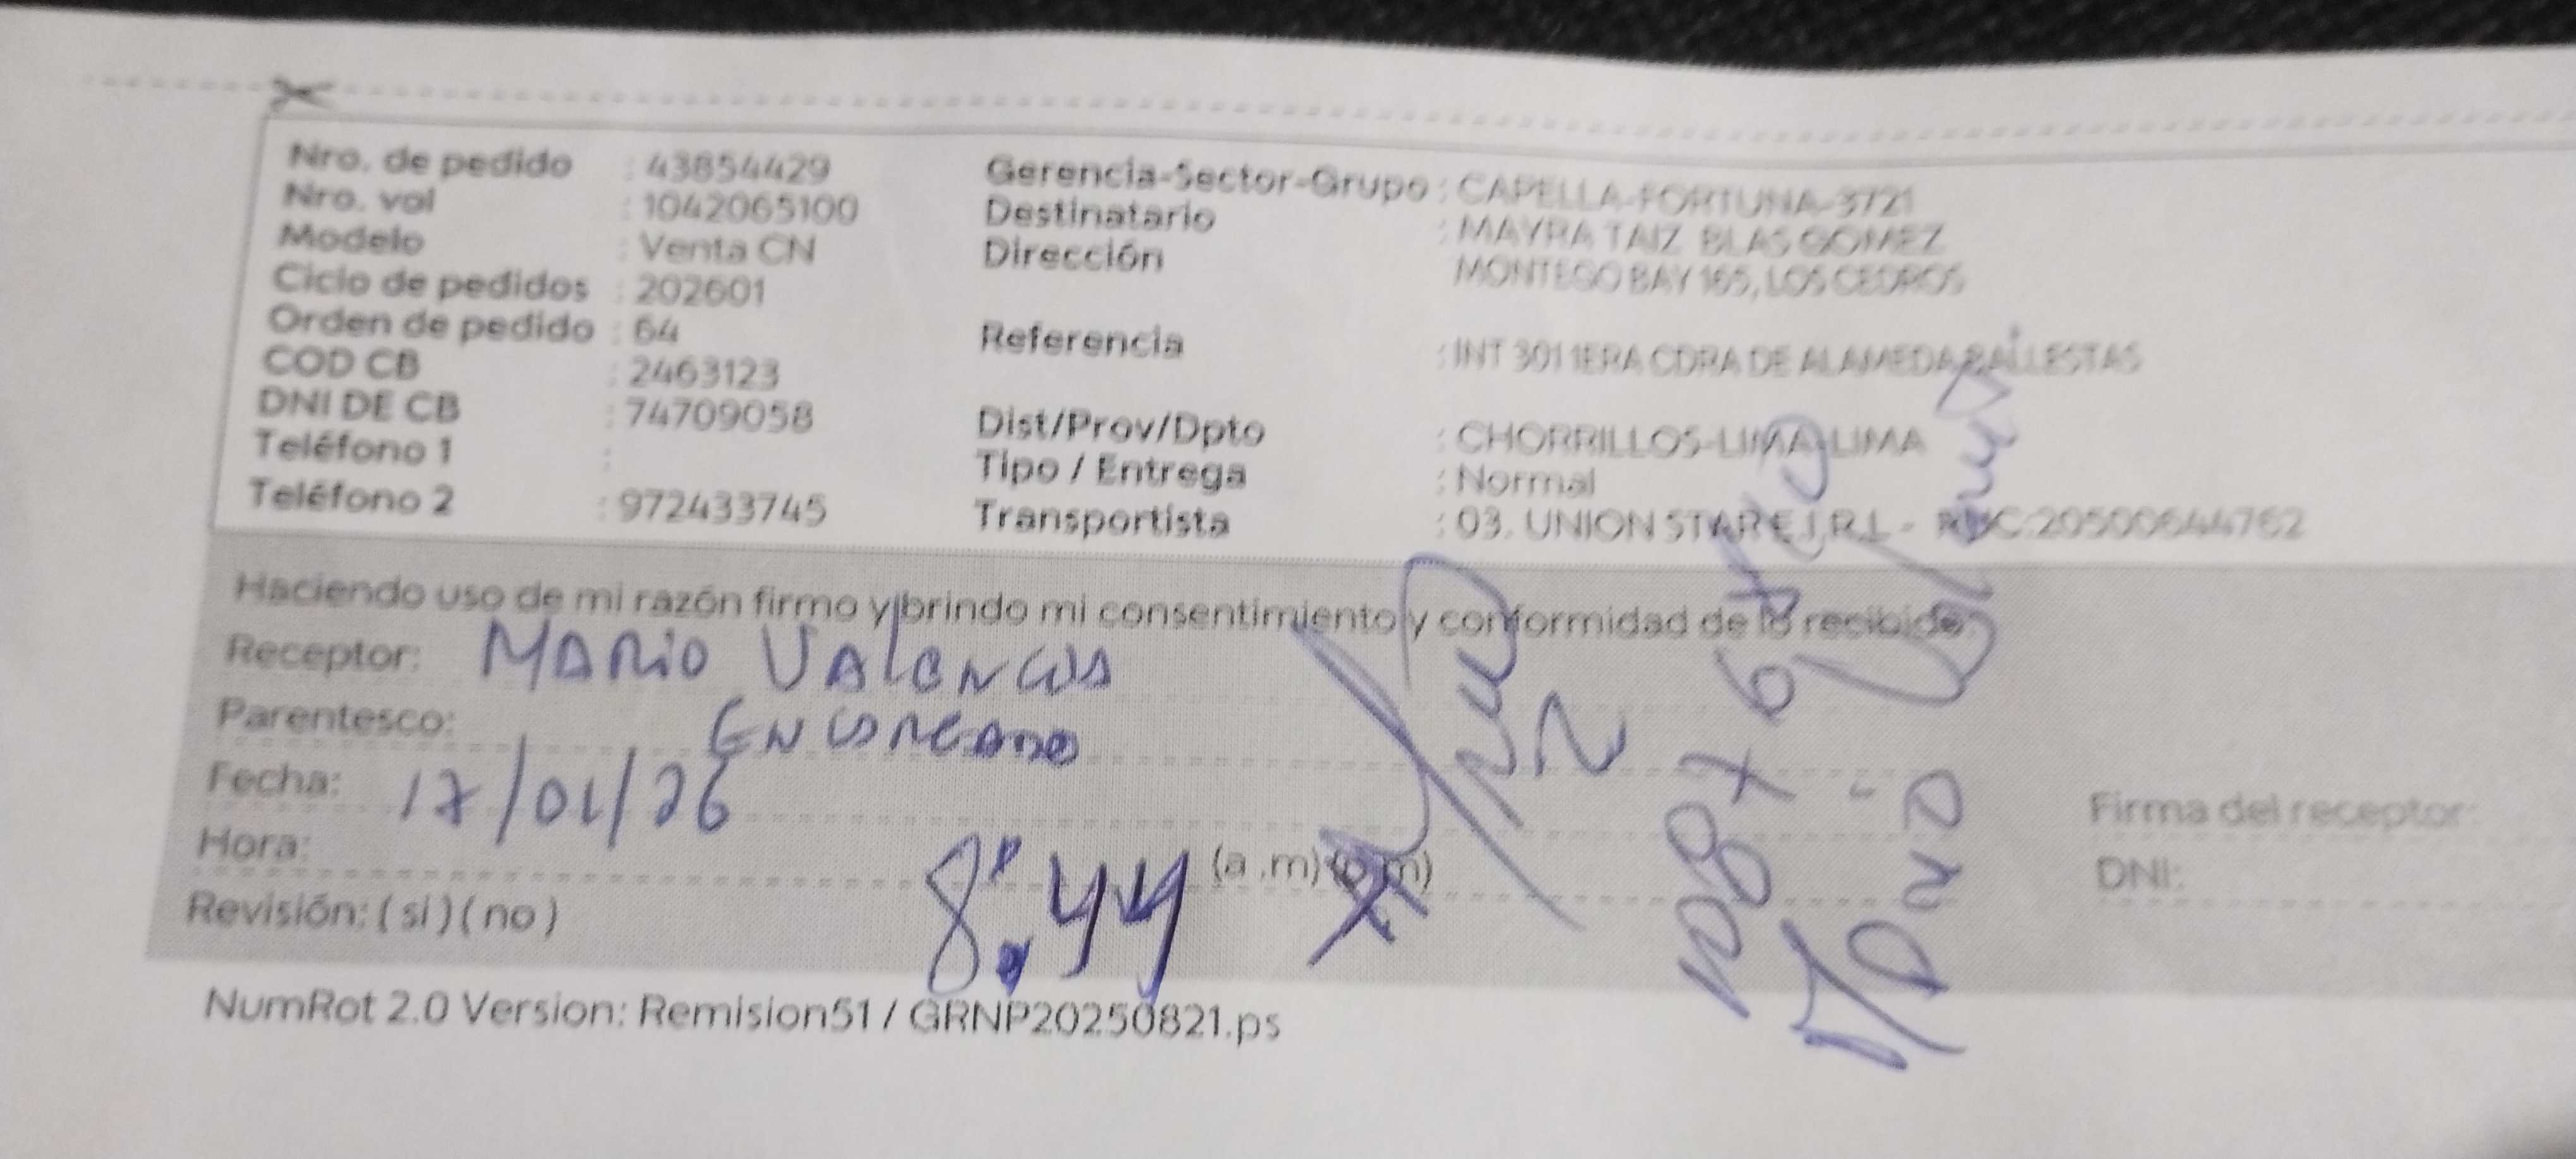 Nro. de pedido : 43854429
Nro. vol : 1042065100
Modelo : Venta CN
Ciclo de pedidos : 202601
Orden de pedido : 64
COD CB : 2463123
DNI DE CB : 74709058
Teléfono 1 :
Teléfono 2 : 972433745
Gerencia-Sector-Grupo : CAPELLA-FORTUNA-3721
Destinatario : MAYRA TAIZ BLAS GOMEZ
Dirección MONTEGO BAY 165, LOS CEDROS
Referencia : INT 301 1ERA CDRA DE ALAMEDA BALLESTAS
Dist/Prov/Dpto : CHORRILLOS-LIMA-LIMA
Tipo / Entrega : Normal
Transportista : 03. UNION STAR E.I.R.L - RUC:20500644762
Haciendo uso de mi razón firmo y brindo mi consentimiento y conformidad de lo recibido
Receptor: MARIO VALENCIA
Parentesco: ENCARGADO
Fecha: 17/01/26
Hora: 8:44 (a .m) (p.m)
Revisión: ( si ) ( no )
Firma del receptor:
DNI:
NumRot 2.0 Version: Remision51 / GRNP20250821.ps